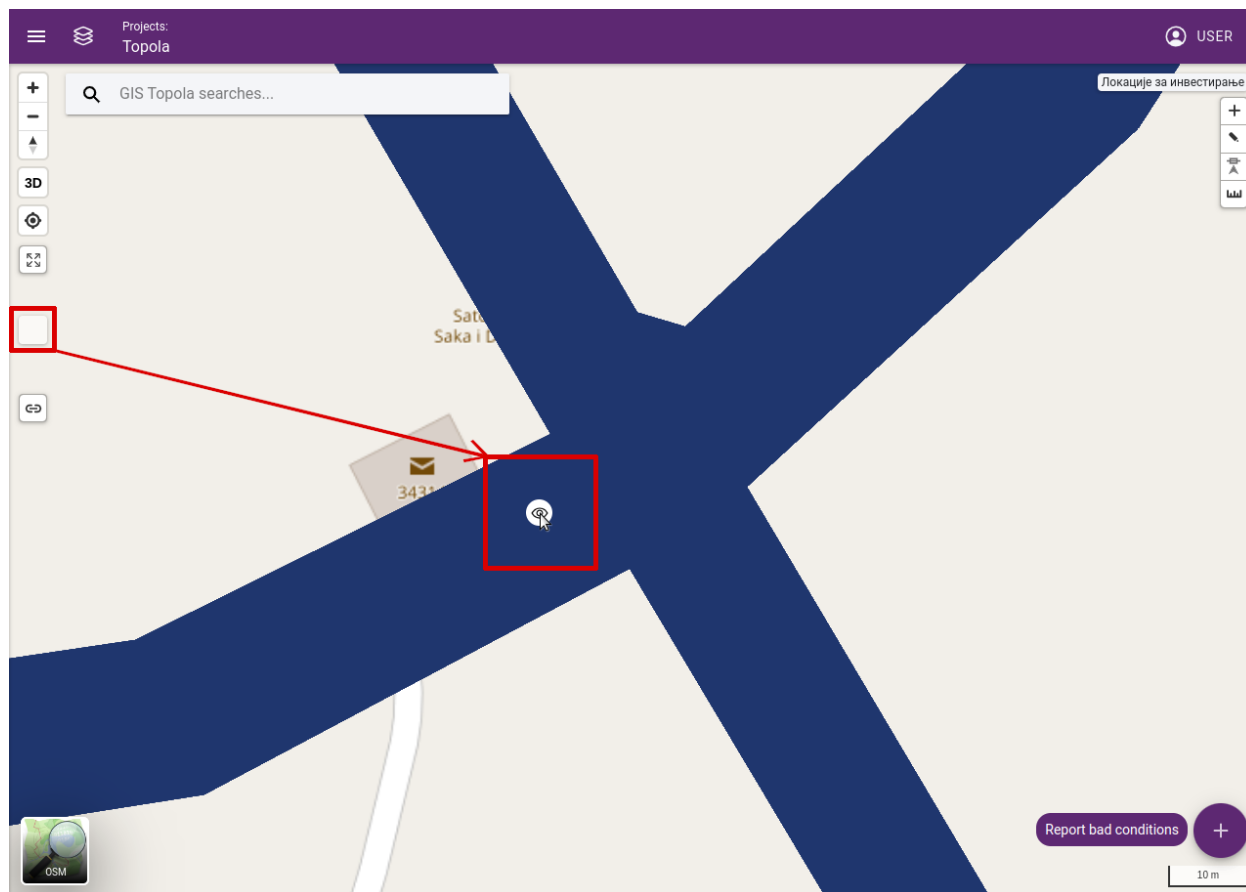 Projects:
Topola
USER
GIS Topola searches...
Локације за инвестирање
3D
Saka i
10 m
Report bad conditions
OSM